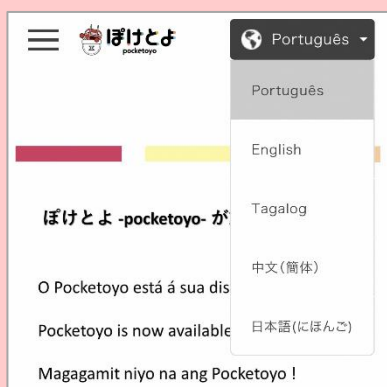 ぽけとよ
pocketoyo
Português
Português
English
Tagalog
中文(簡体)
日本語(にほんご)
ぽけとよ -pocketoyo- が
O Pocketoyo está á sua dis
Pocketoyo is now available
Magagamit niyo na ang Pocketoyo !